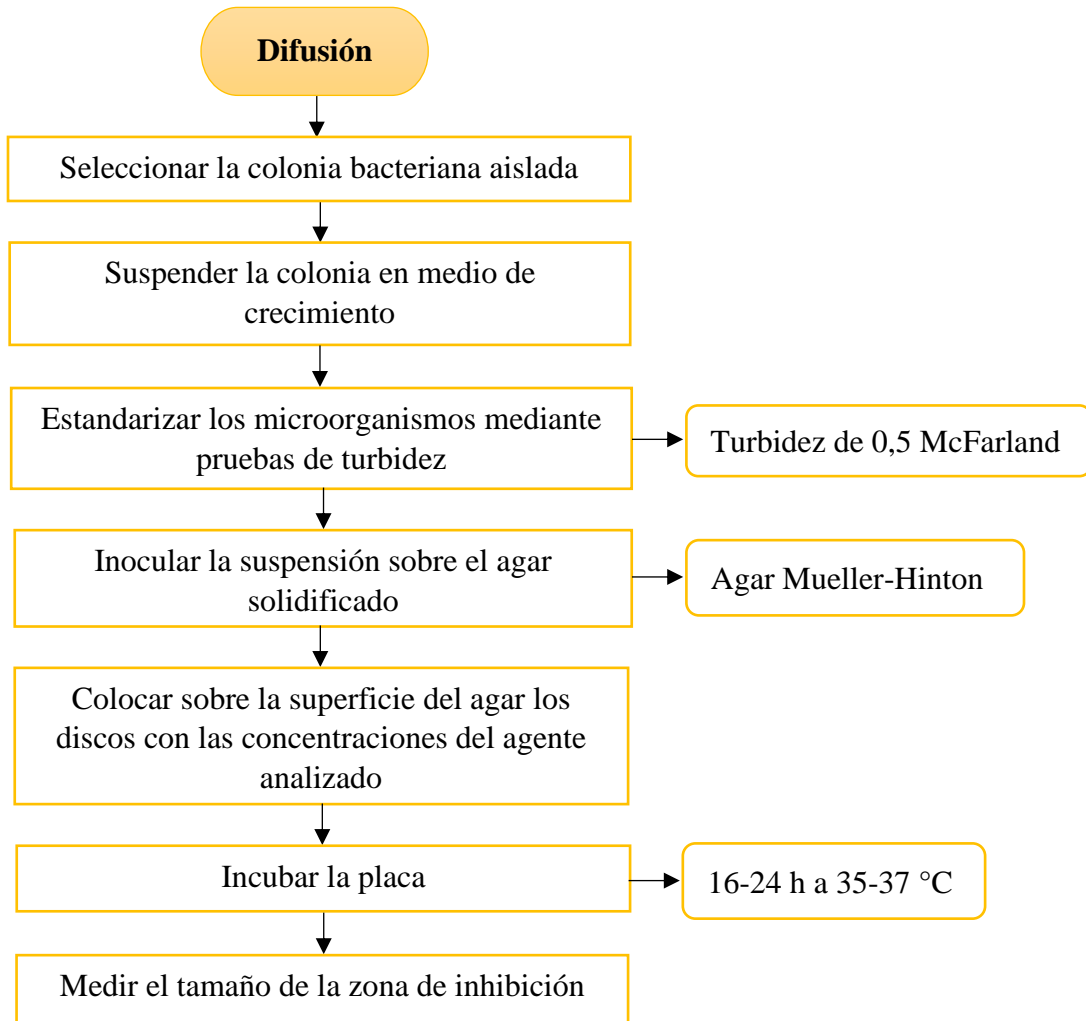 Difusión
Seleccionar la colonia bacteriana aislada
Suspender la colonia en medio de
crecimiento
Estandarizar los microorganismos mediante
pruebas de turbidez
Turbidez de 0,5 McFarland
Inocular la suspensión sobre el agar
solidificado
Agar Mueller-Hinton
Colocar sobre la superficie del agar los
discos con las concentraciones del agente
analizado
Incubar la placa
16-24 h a 35-37 °C
Medir el tamaño de la zona de inhibición